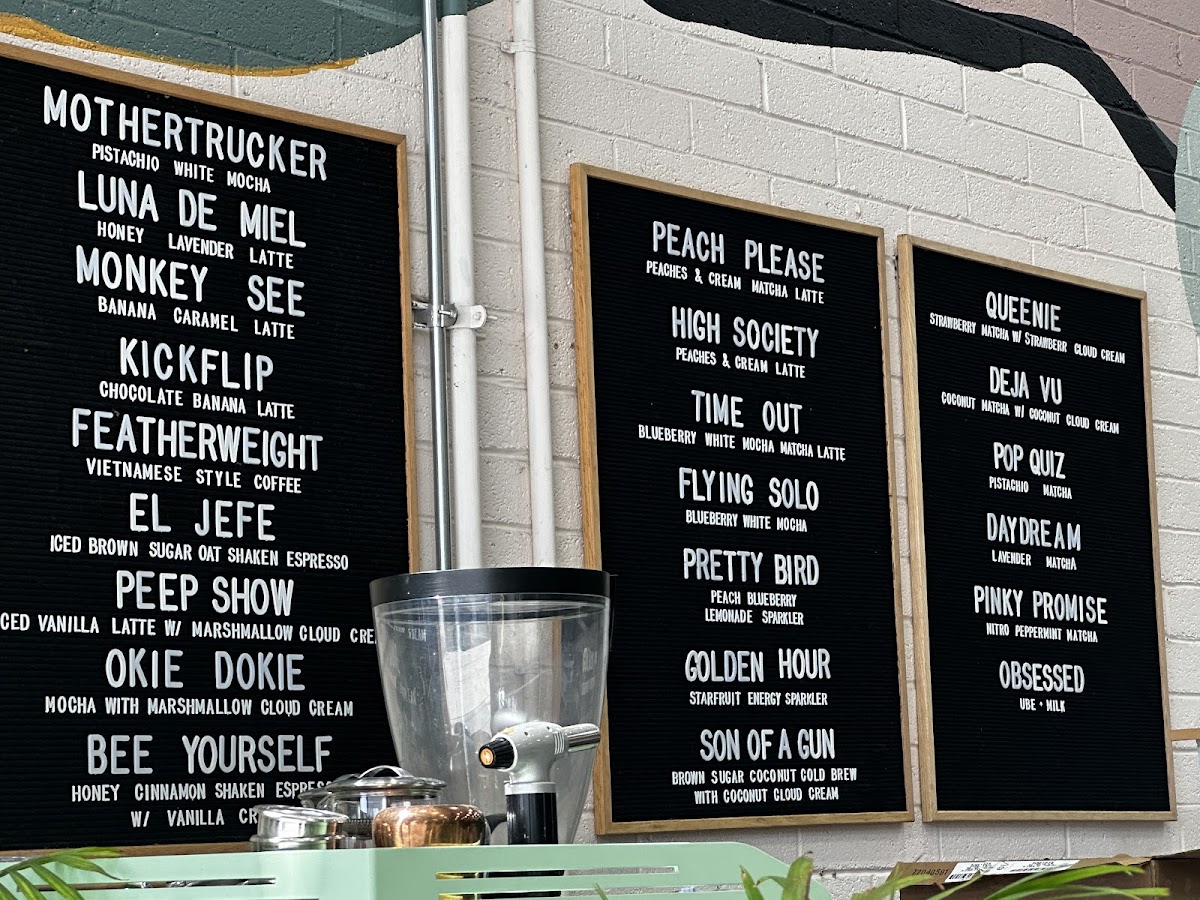 MOTHERTRUCKER
PISTACHIO WHITE MOCHA
LUNA DE MIEL
HONEY LAVENDER LATTE
MONKEY SEE
BANANA CARAMEL LATTE
KICKFLIP
CHOCOLATE BANANA LATTE
FEATHERWEIGHT
VIETNAMESE STYLE COFFEE
EL JEFE
ICED BROWN SUGAR OAT SHAKEN ESPRESSO
PEEP SHOW
CED VANILLA LATTE W/ MARSHMALLOW CLOUD CRE
OKIE DOKIE
MOCHA WITH MARSHMALLOW CLOUD CREAM
BEE YOURSELF
HONEY CINNAMON SHAKEN ESPRES
W/ VANILLA CR
PEACH PLEASE
PEACHES & CREAM MATCHA LATTE
HIGH SOCIETY
PEACHES & CREAM LATTE
TIME OUT
BLUEBERRY WHITE MOCHA MATCHA LATTE
FLYING SOLO
BLUEBERRY WHITE MOCHA
PRETTY BIRD
PEACH BLUEBERRY
LEMONADE SPARKLER
GOLDEN HOUR
STARFRUIT ENERGY SPARKLER
SON OF A GUN
BROWN SUGAR COCONUT COLD BREW
WITH COCONUT CLOUD CREAM
QUEENIE
STRAWBERRY MATCHA W/ STRAWBERR CLOUD CREAM
DEJA VU
COCONUT MATCHA W/ COCONUT CLOUD CREAM
POP QUIZ
PISTACHIO MATCHA
DAYDREAM
LAVENDER MATCHA
PINKY PROMISE
NITRO PEPPERMINT MATCHA
OBSESSED
UBE + MILK